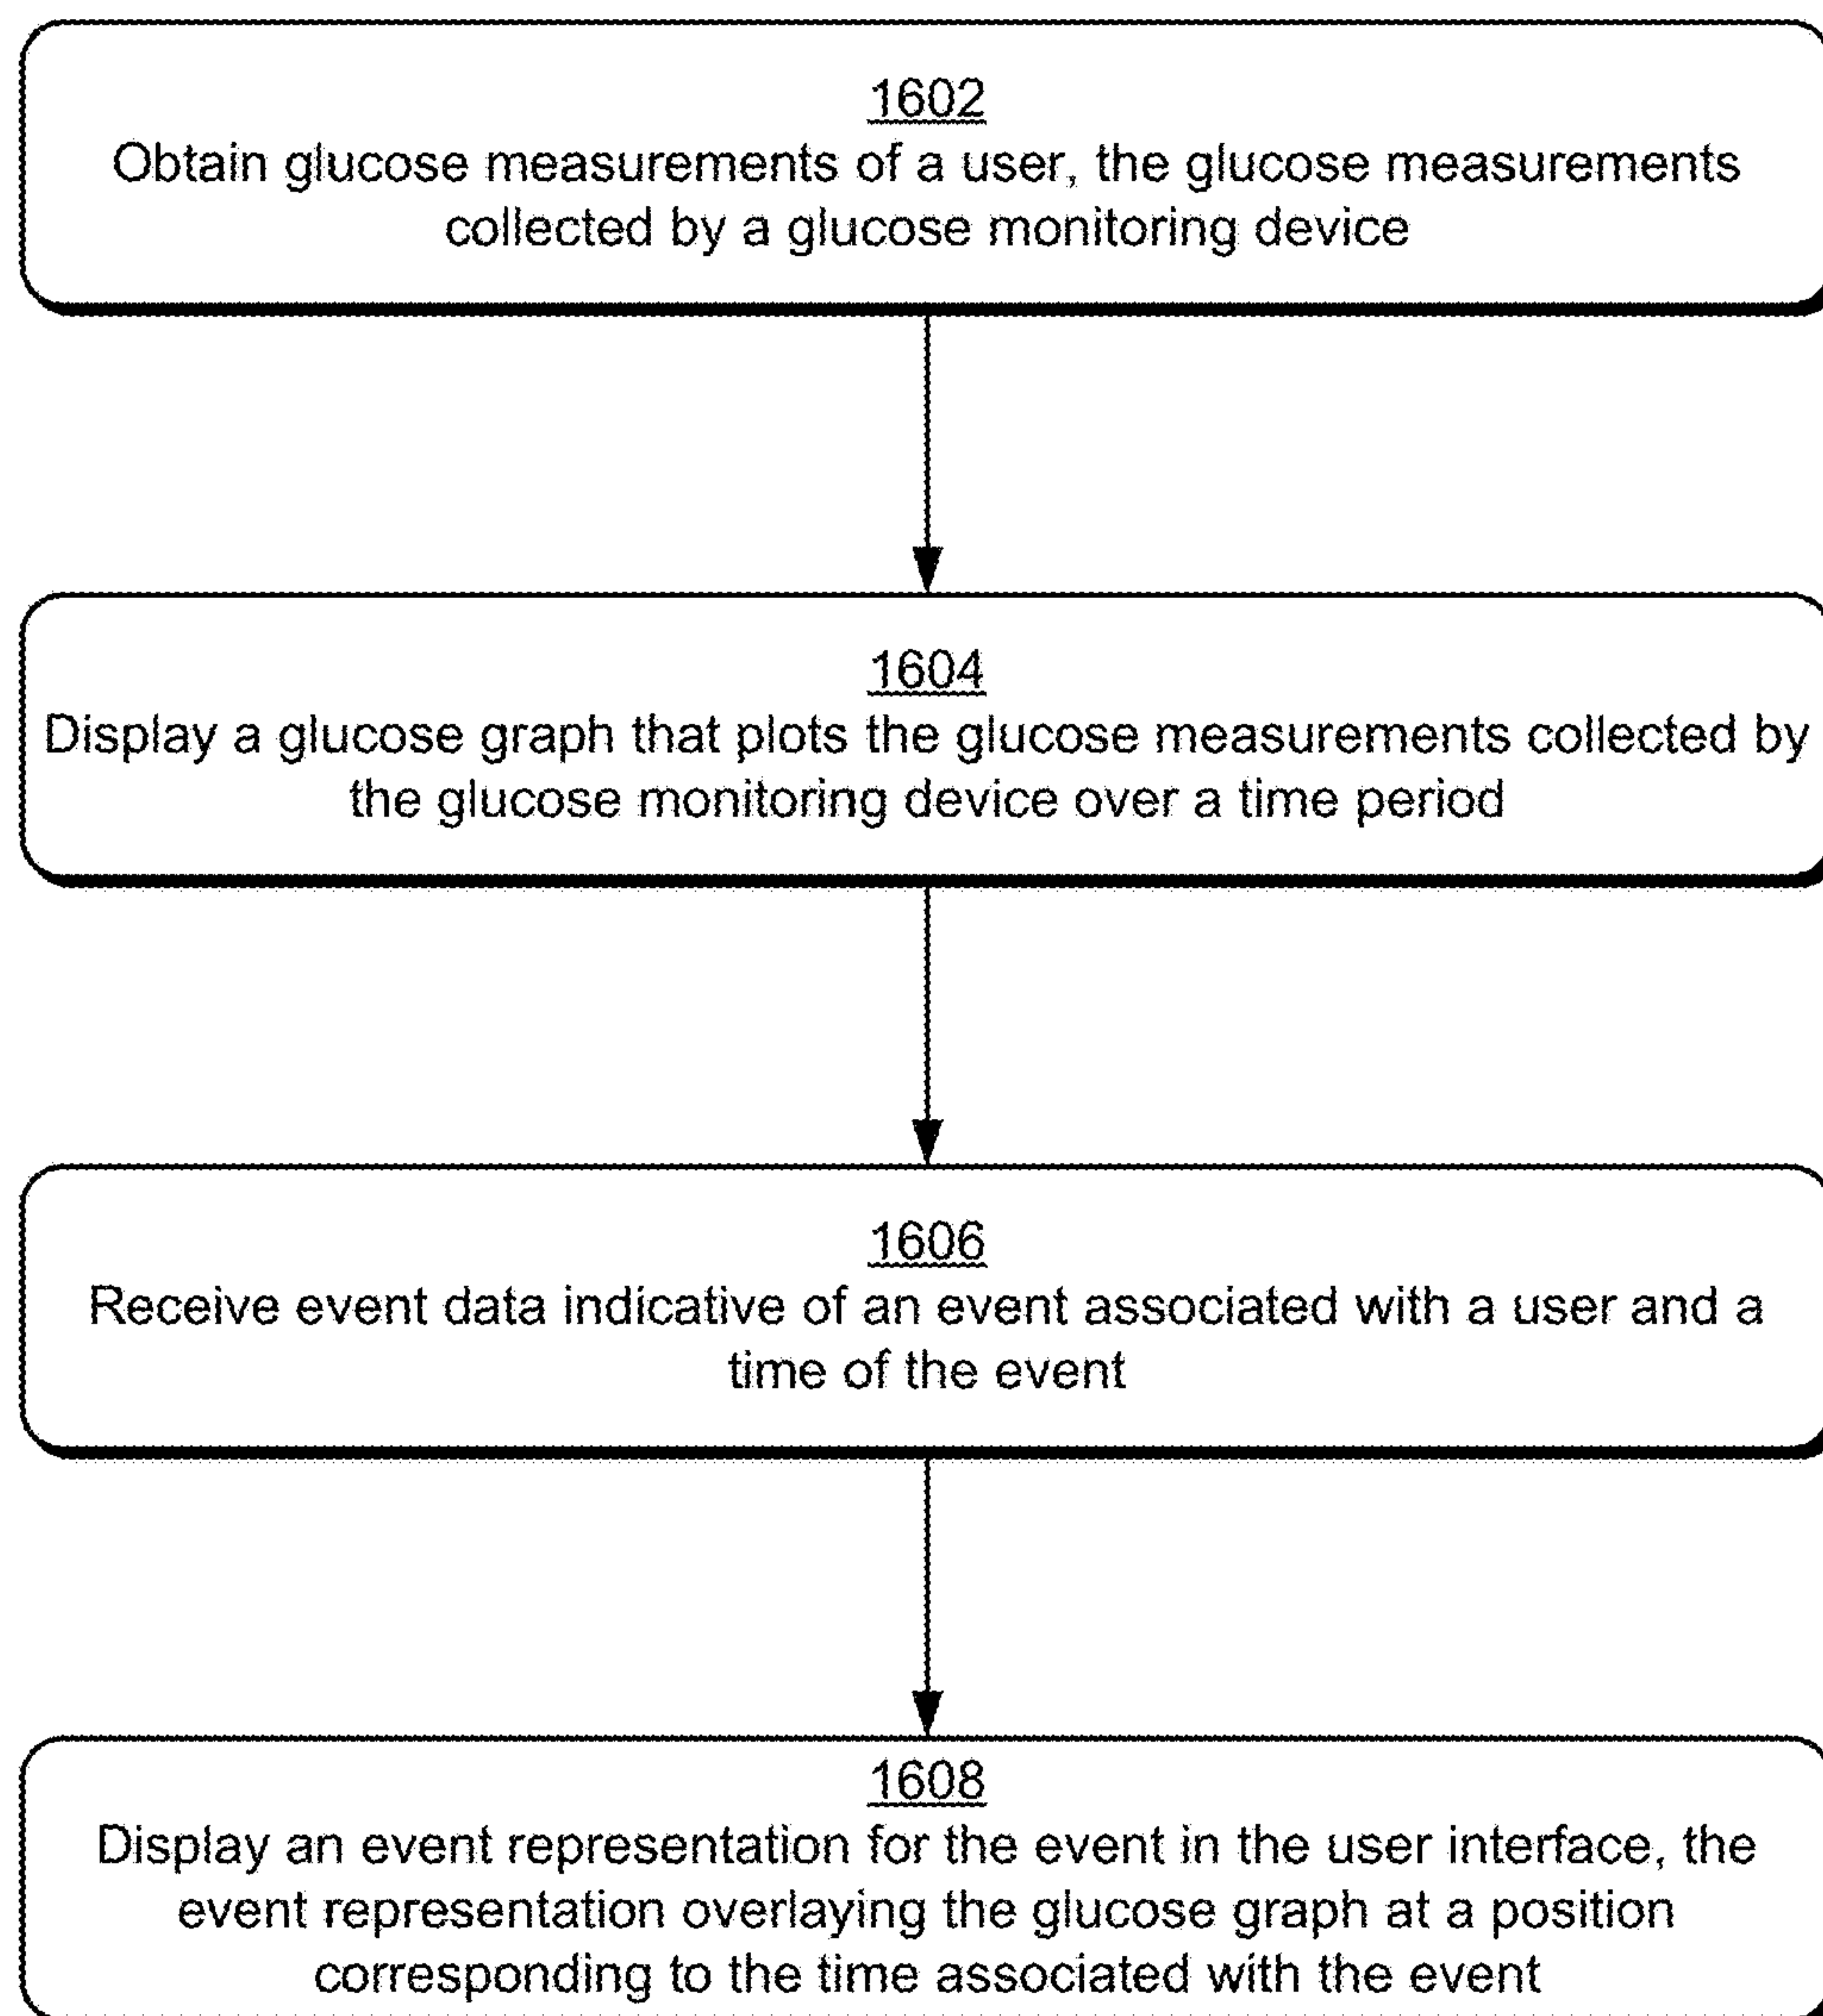 1602
Obtain glucose measurements of a user, the glucose measurements
collected by a glucose monitoring device
1604
Display a glucose graph that plots the glucose measurements collected by
the glucose monitoring device over a time period
1606
Receive event data indicative of an event associated with a user and a
time of the event
1608
Display an event representation for the event in the user interface, the
event representation overlaying the glucose graph at a position
corresponding to the time associated with the event